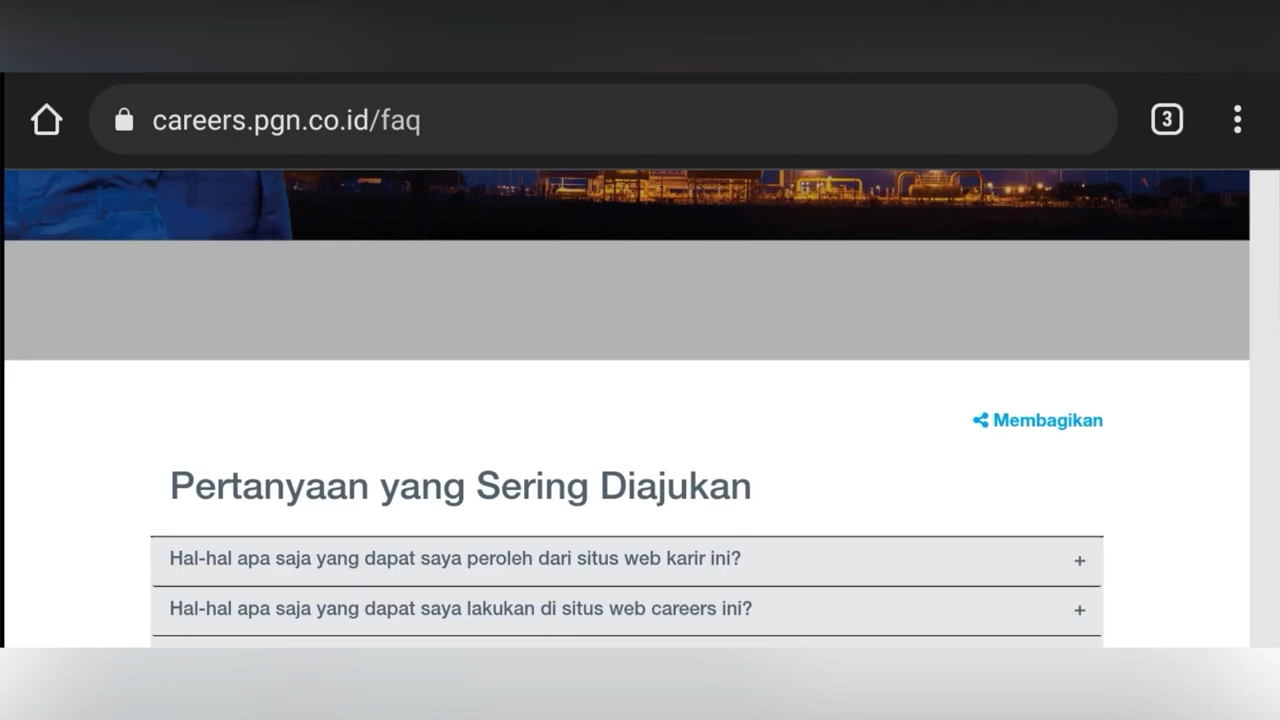 careers.pgn.co.id/faq
3
Membagikan
Pertanyaan yang Sering Diajukan
Hal-hal apa saja yang dapat saya peroleh dari situs web karir ini? +
Hal-hal apa saja yang dapat saya lakukan di situs web careers ini? +